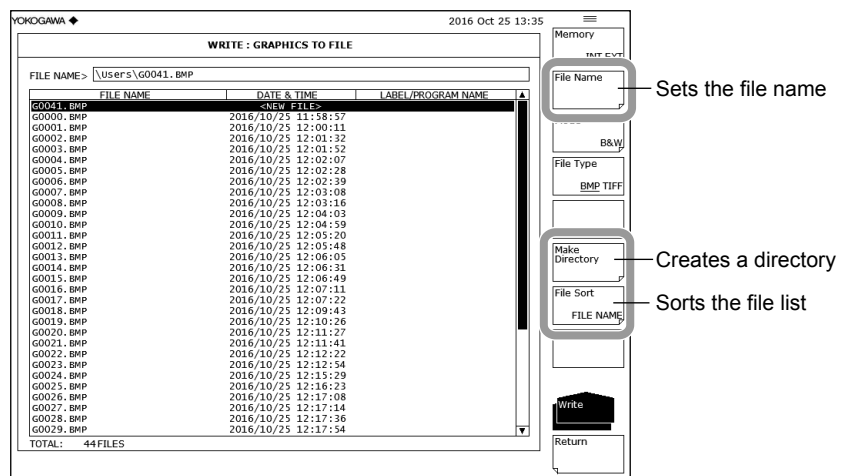 YOKOGAWA ◆ 2016 Oct 25 13:35
WRITE : GRAPHICS TO FILE
FILE NAME> \Users\G0041.BMP
FILE NAME DATE & TIME LABEL/PROGRAM NAME
G0041.BMP <NEW FILE>
G0000.BMP 2016/10/25 11:58:57
G0001.BMP 2016/10/25 12:00:11
G0002.BMP 2016/10/25 12:01:32
G0003.BMP 2016/10/25 12:01:52
G0004.BMP 2016/10/25 12:02:07
G0005.BMP 2016/10/25 12:02:28
G0006.BMP 2016/10/25 12:02:39
G0007.BMP 2016/10/25 12:03:08
G0008.BMP 2016/10/25 12:03:16
G0009.BMP 2016/10/25 12:04:03
G0010.BMP 2016/10/25 12:04:59
G0011.BMP 2016/10/25 12:05:20
G0012.BMP 2016/10/25 12:05:48
G0013.BMP 2016/10/25 12:06:05
G0014.BMP 2016/10/25 12:06:31
G0015.BMP 2016/10/25 12:06:49
G0016.BMP 2016/10/25 12:07:11
G0017.BMP 2016/10/25 12:07:22
G0018.BMP 2016/10/25 12:09:43
G0019.BMP 2016/10/25 12:10:26
G0020.BMP 2016/10/25 12:11:27
G0021.BMP 2016/10/25 12:11:41
G0022.BMP 2016/10/25 12:12:22
G0023.BMP 2016/10/25 12:12:54
G0024.BMP 2016/10/25 12:15:29
G0025.BMP 2016/10/25 12:16:23
G0026.BMP 2016/10/25 12:17:08
G0027.BMP 2016/10/25 12:17:14
G0028.BMP 2016/10/25 12:17:36
G0029.BMP 2016/10/25 12:17:54
TOTAL: 44FILES
Memory
INT EXT
File Name
Sets the file name
B&W
File Type
BMP TIFF
Make
Directory
Creates a directory
File Sort
Sorts the file list
FILE NAME
Write
Return